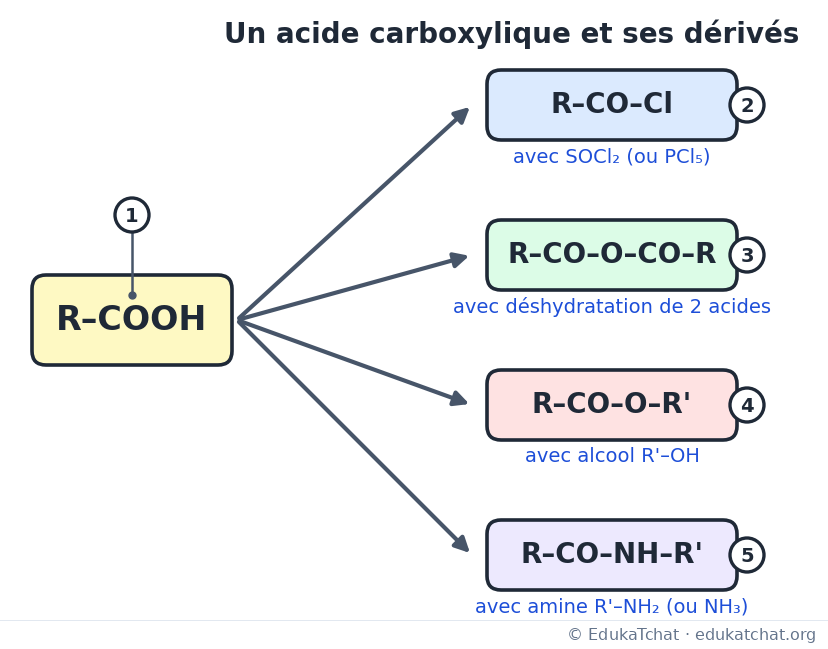 Un acide carboxylique et ses dérivés
R–CO–Cl
2
avec SOCl₂ (ou PCl₅)
1
R–COOH
R–CO–O–CO–R
3
avec déshydratation de 2 acides
R–CO–O–R'
4
avec alcool R'–OH
R–CO–NH–R'
5
avec amine R'–NH₂ (ou NH₃)
© EdukaTchat · edukatchat.org